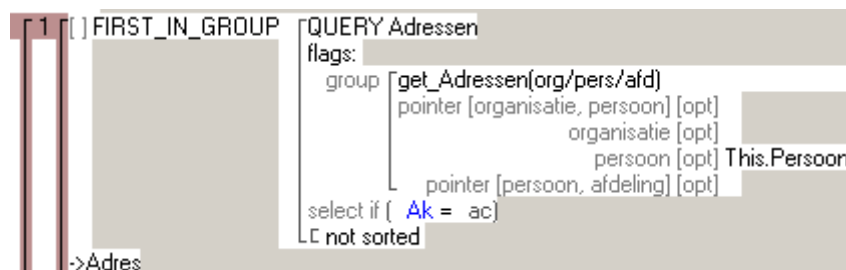 1 [ ] FIRST_IN_GROUP QUERY Adressen
flags:
group get_Adressen(org/pers/afd)
pointer [organisatie, persoon] [opt]
organisatie [opt]
persoon [opt] This.Persoon
pointer [persoon, afdeling] [opt]
select if ( Ak = ac)
not sorted
->Adres